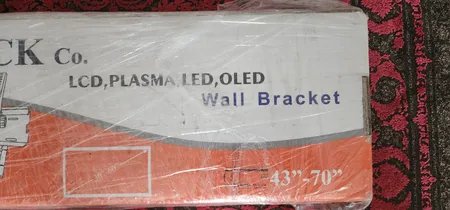 CK Co.
LCD,PLASMA,LED,OLED
Wall Bracket
43"-70"